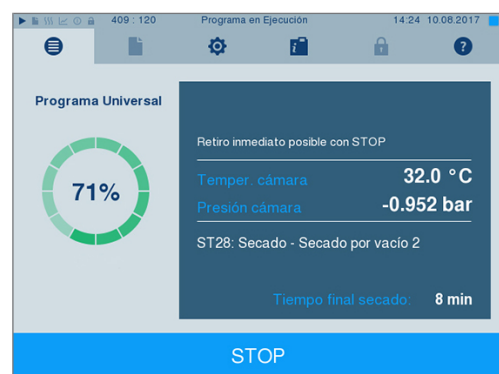 409 : 120 Programa en Ejecución 14:24 10.08.2017
Programa Universal
71%
Retiro inmediato posible con STOP
Temper. cámara 32.0 °C
Presión cámara -0.952 bar
ST28: Secado - Secado por vacío 2
Tiempo final secado: 8 min
STOP